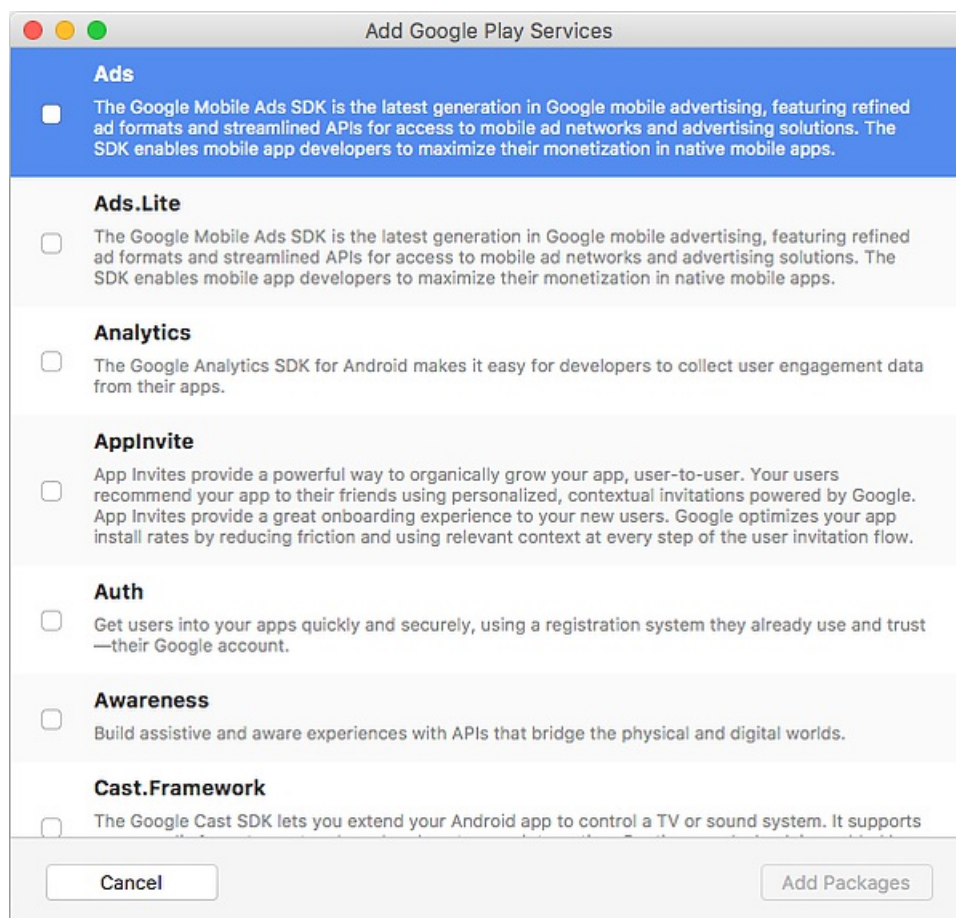 Add Google Play Services
Ads
The Google Mobile Ads SDK is the latest generation in Google mobile advertising, featuring refined
ad formats and streamlined APIs for access to mobile ad networks and advertising solutions. The
SDK enables mobile app developers to maximize their monetization in native mobile apps.
Ads.Lite
The Google Mobile Ads SDK is the latest generation in Google mobile advertising, featuring refined
ad formats and streamlined APIs for access to mobile ad networks and advertising solutions. The
SDK enables mobile app developers to maximize their monetization in native mobile apps.
Analytics
The Google Analytics SDK for Android makes it easy for developers to collect user engagement data
from their apps.
AppInvite
App Invites provide a powerful way to organically grow your app, user-to-user. Your users
recommend your app to their friends using personalized, contextual invitations powered by Google.
App Invites provide a great onboarding experience to your new users. Google optimizes your app
install rates by reducing friction and using relevant context at every step of the user invitation flow.
Auth
Get users into your apps quickly and securely, using a registration system they already use and trust
—their Google account.
Awareness
Build assistive and aware experiences with APIs that bridge the physical and digital worlds.
Cast.Framework
The Google Cast SDK lets you extend your Android app to control a TV or sound system. It supports
Cancel
Add Packages